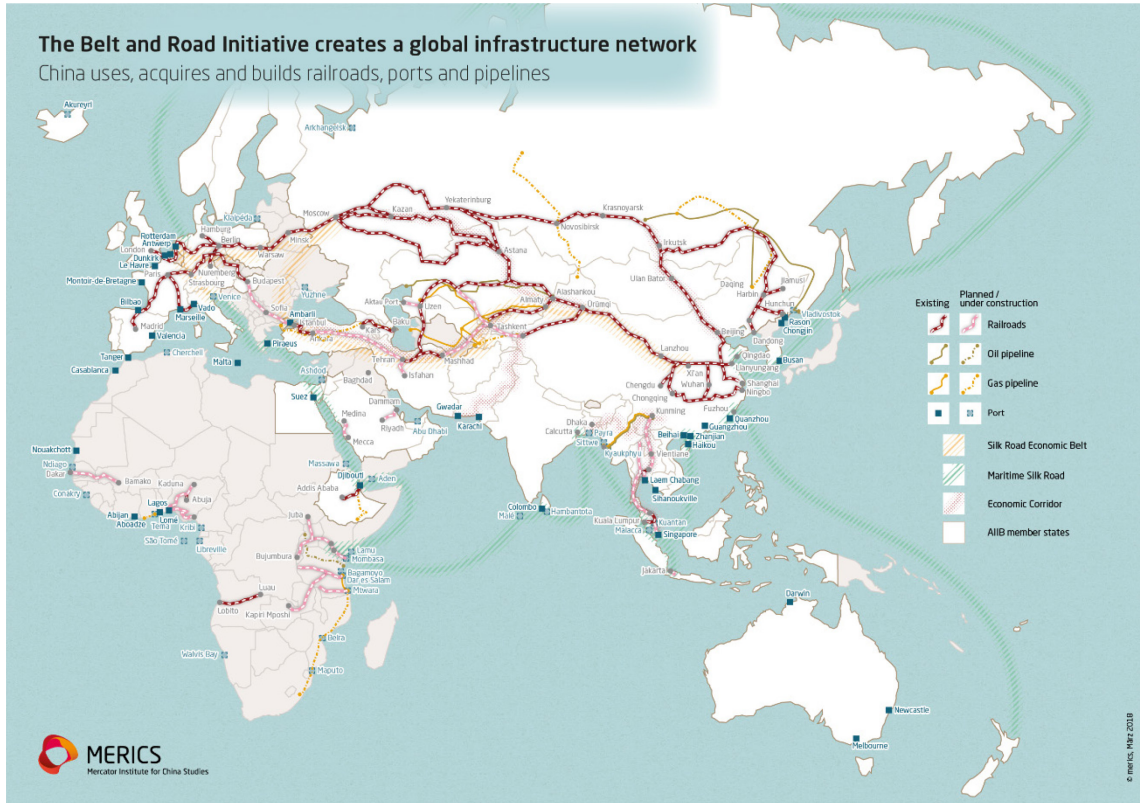 The Belt and Road Initiative creates a global infrastructure network
China uses, acquires and builds railroads, ports and pipelines
Akureyri
Archangelsk
Klaipėda
Hamburg
Rotterdam
Antwerp
London
Dunkirk
Le Havre
Paris
Montoir-de-Bretagne
Berlin
Warsaw
Minsk
Moscow
Kazan
Yekaterinburg
Novosibirsk
Krasnoyarsk
Irkutsk
Astana
Nuremberg
Strasbourg
Budapest
Venice
Yuzhne
Bilbao
Madrid
Valencia
Marseille
Vado
Sofia
Ambarli
Istanbul
Ankara
Kars
Baku
Aktau Port
Uzen
Almaty
Alashankou
Ürümqi
Tashkent
Ulan Bator
Daqing
Harbin
Jiamusi
Hunchun
Vladivostok
Rason
Chongjin
Beijing
Dandong
Qingdao
Lianyungang
Busan
Lanzhou
Xi'an
Wuhan
Shanghai
Ningbo
Chengdu
Chongqing
Fuzhou
Quanzhou
Guangzhou
Kunming
Beihai
Zhanjian
Haikou
Tanger
Casablanca
Cherchell
Malta
Piraeus
Ashdod
Suez
Tehran
Mashhad
Isfahan
Baghdad
Dammam
Medina
Riyadh
Mecca
Abu Dhabi
Gwadar
Karachi
Dhaka
Calcutta
Payra
Sittwe
Kyaukphyu
Vientiane
Laem Chabang
Sihanoukville
Nouakchott
Ndiago
Dakar
Bamako
Conakry
Kaduna
Abuja
Lagos
Lome
Tema
Abijan
Aboadze
Kribi
São Tomé
Libreville
Massawa
Djibouti
Aden
Addis Ababa
Juba
Bujumbura
Lamu
Mombasa
Bagamoyo
Dar es Salam
Mtwara
Luau
Lobito
Kapiri Mposhi
Beira
Walvis Bay
Maputo
Colombo
Hambantota
Malé
Kuala Lumpur
Kuantan
Malacca
Singapore
Jakarta
Darwin
Newcastle
Melbourne
Existing
Planned /
under construction
Railroads
Oil pipeline
Gas pipeline
Port
Silk Road Economic Belt
Maritime Silk Road
Economic Corridor
AIIB member states
MERICS
Mercator Institute for China Studies
© merics, März 2018